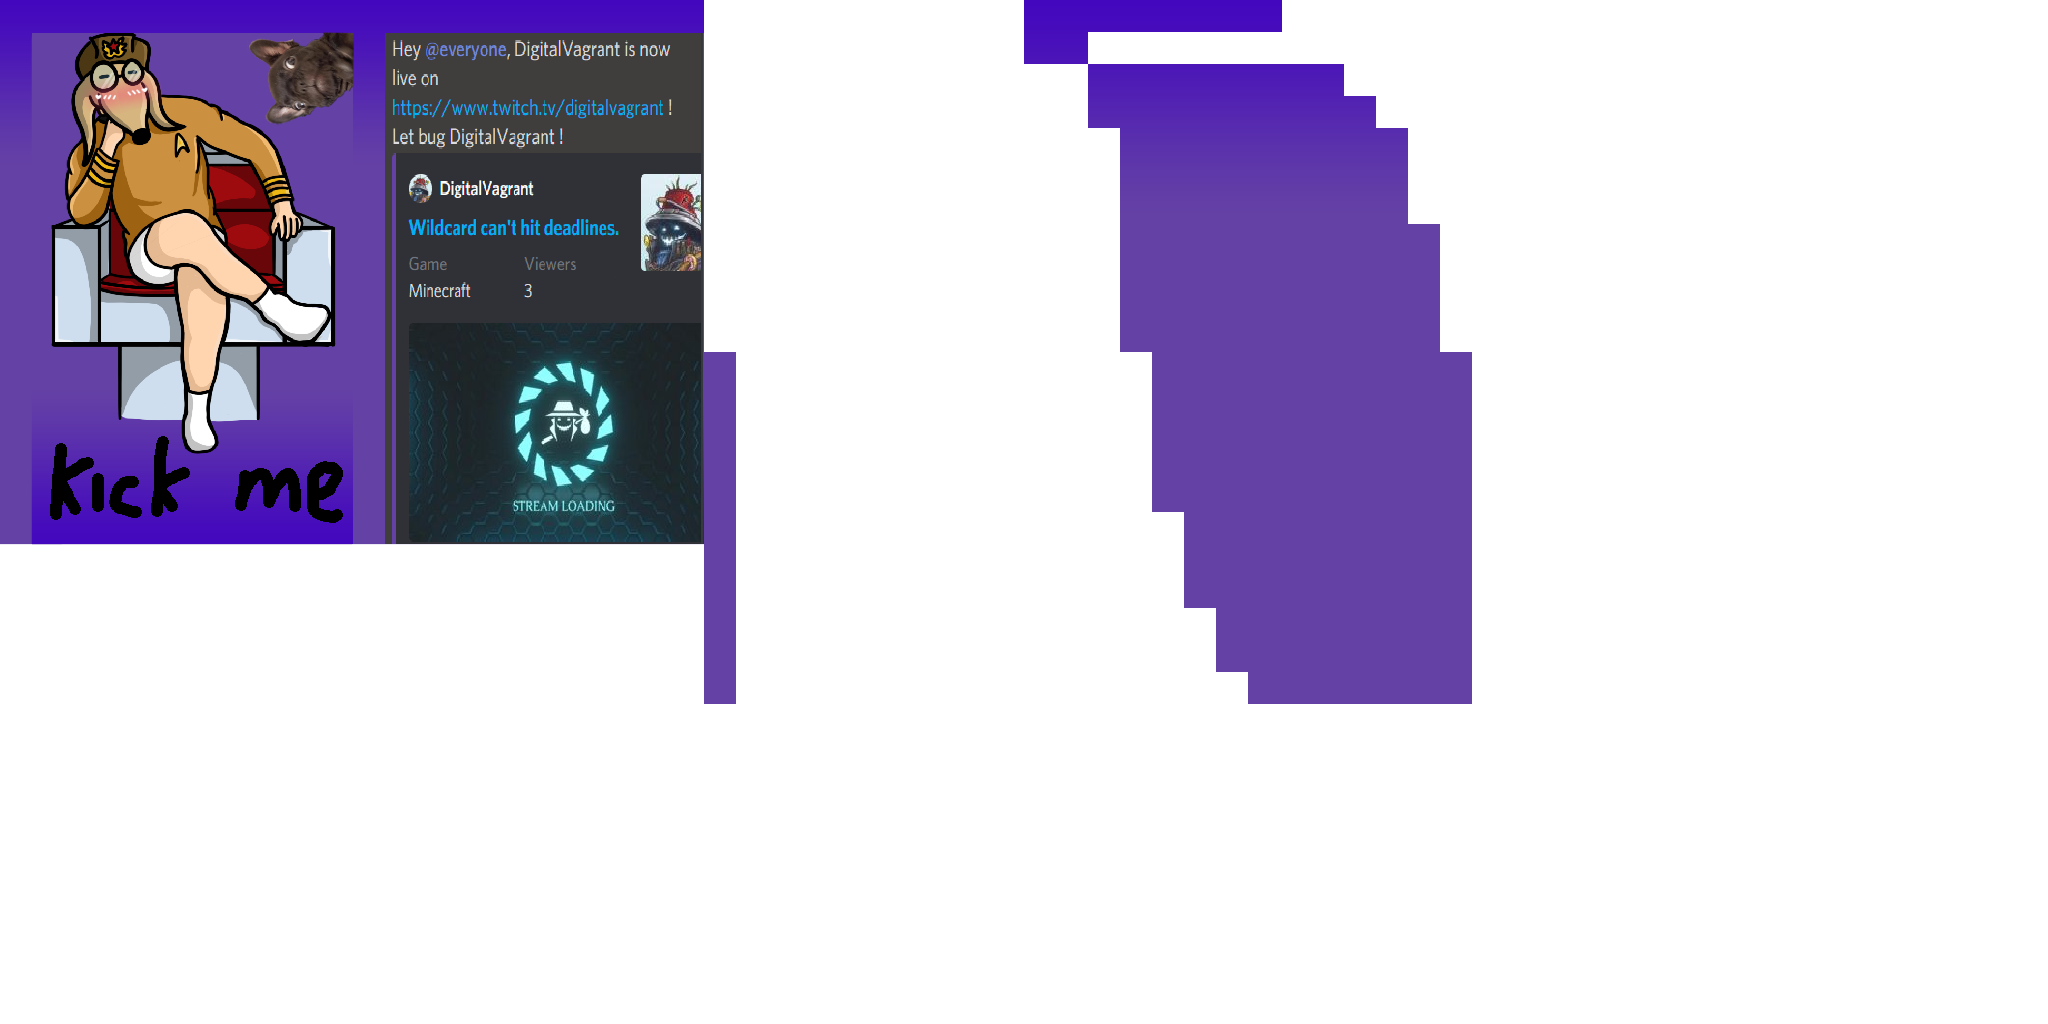 Hey @everyone, DigitalVagrant is now
live on
https://www.twitch.tv/digitalvagrant !
Let bug DigitalVagrant !
DigitalVagrant
Wildcard can't hit deadlines.
Game Viewers
Minecraft 3
STREAM LOADING
kick me